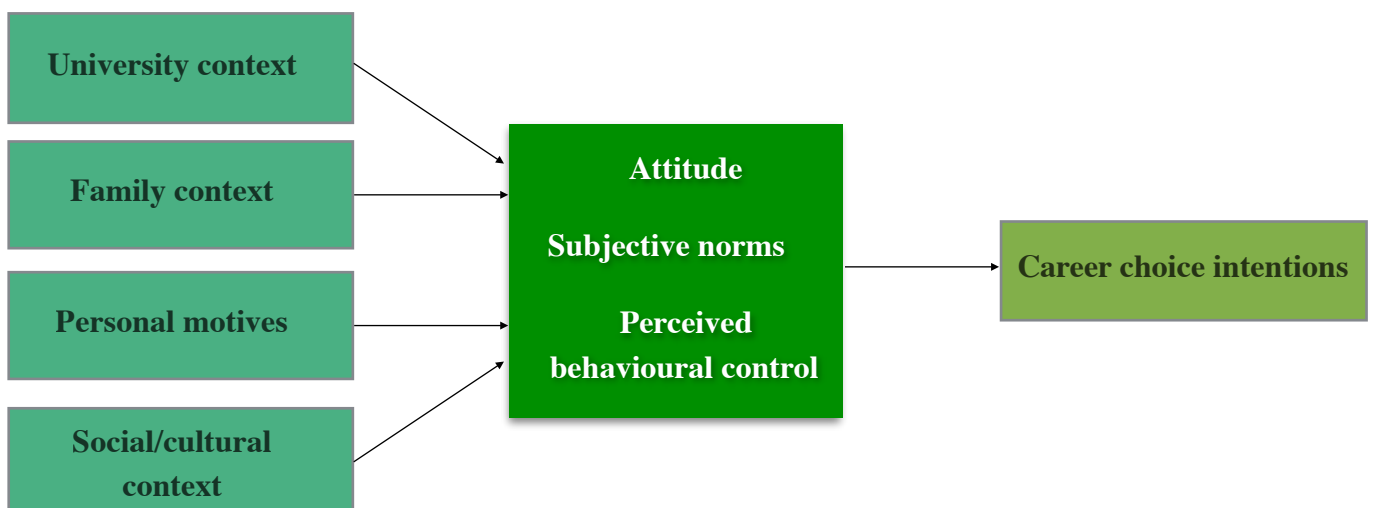 University context
Family context
Personal motives
Social/cultural
context
Attitude
Subjective norms
Perceived
behavioural control
Career choice intentions